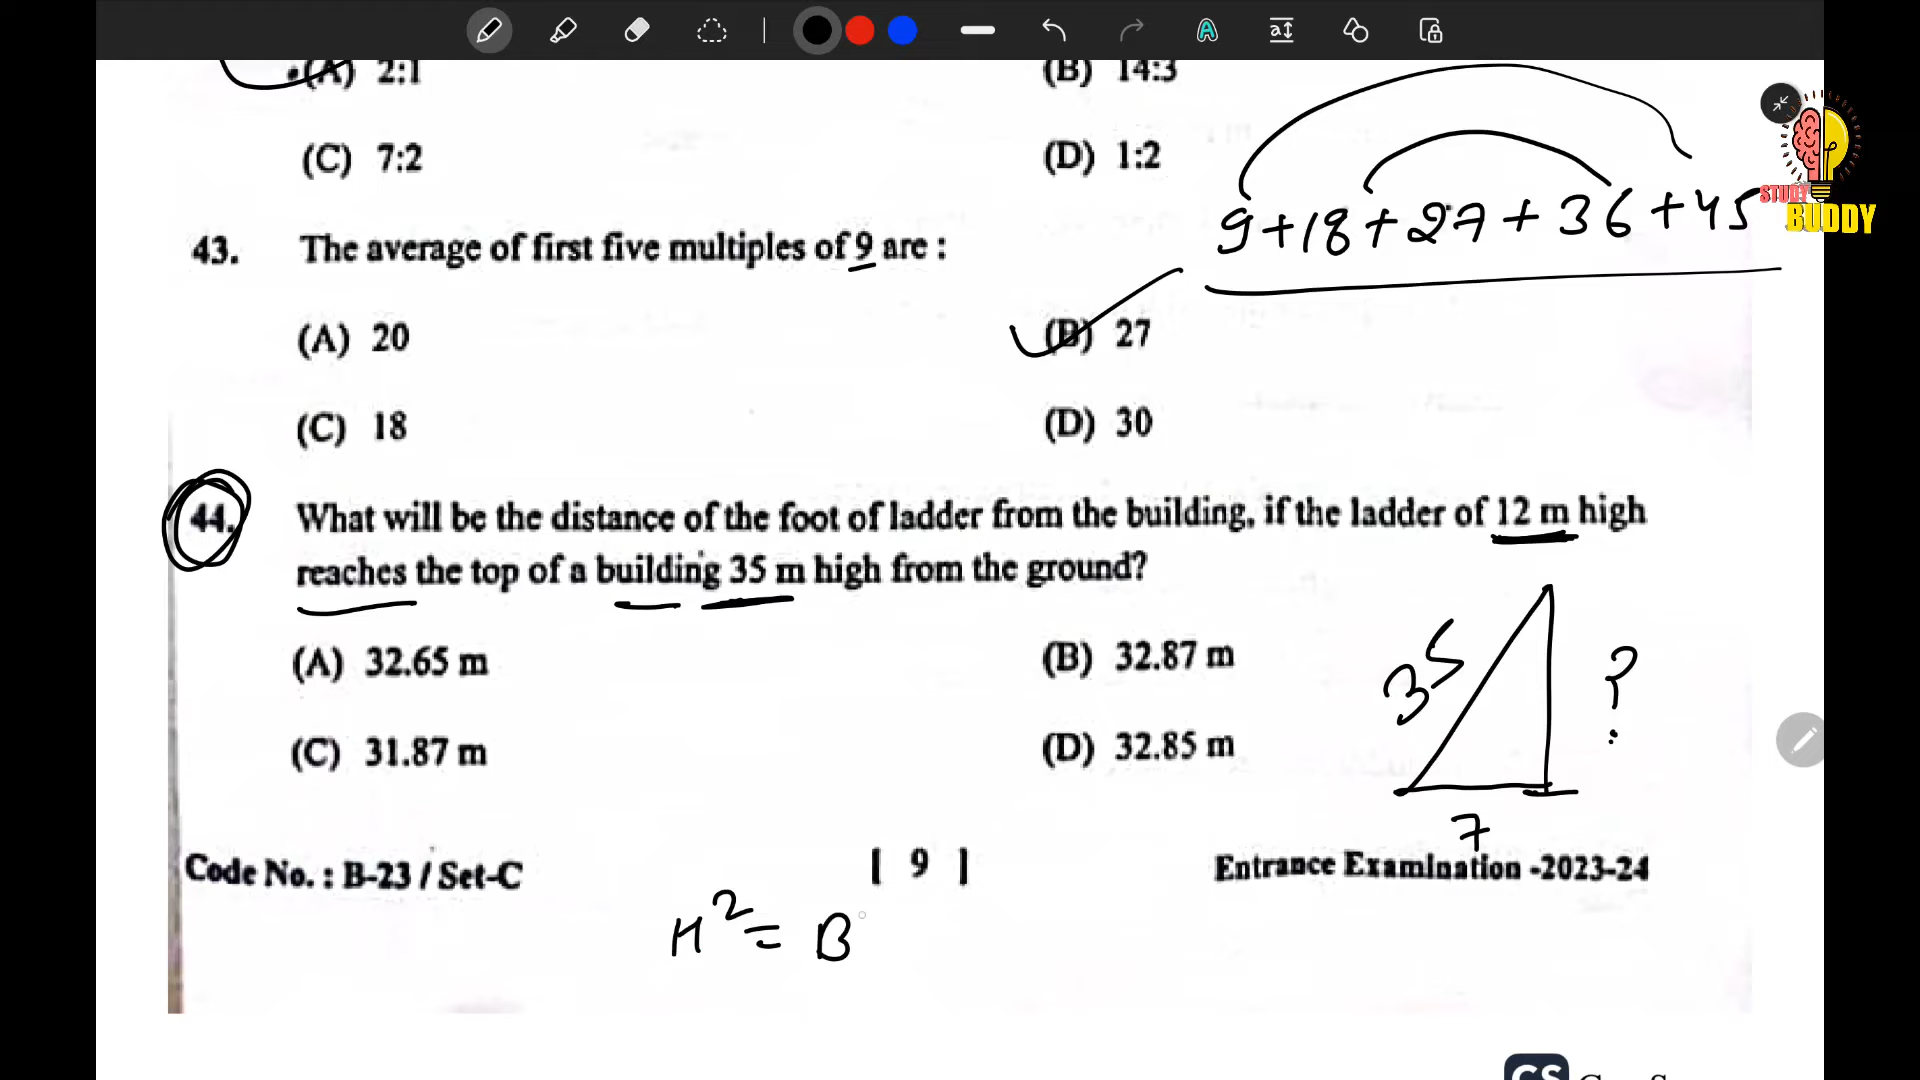 (A) 2:1 (B) 14:3
(C) 7:2 (D) 1:2
9+18+27+36+45
STUDY
BUDDY
43. The average of first five multiples of 9 are :
(A) 20 (B) 27
(C) 18 (D) 30
44. What will be the distance of the foot of ladder from the building, if the ladder of 12 m high
reaches the top of a building 35 m high from the ground?
(A) 32.65 m (B) 32.87 m
(C) 31.87 m (D) 32.85 m
35 ?
7
Code No. : B-23 / Set-C [ 9 ] Entrance Examination -2023-24
H²= B